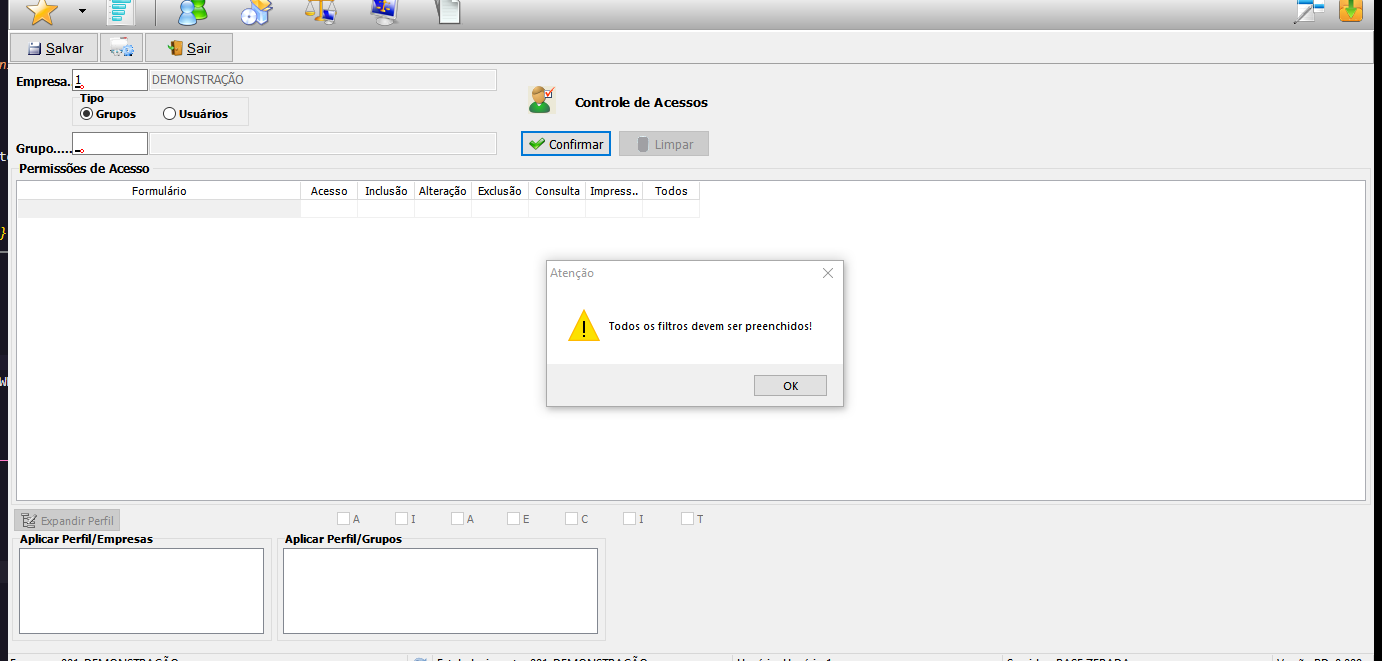 Salvar
Sair
Empresa. 1 DEMONSTRAÇÃO
Tipo
Grupos Usuários
Controle de Acessos
Grupo.....
Confirmar Limpar
Permissões de Acesso
Formulário Acesso Inclusão Alteração Exclusão Consulta Impress.. Todos
Atenção
Todos os filtros devem ser preenchidos!
OK
Expandir Perfil
A I A E C I T
Aplicar Perfil/Empresas Aplicar Perfil/Grupos